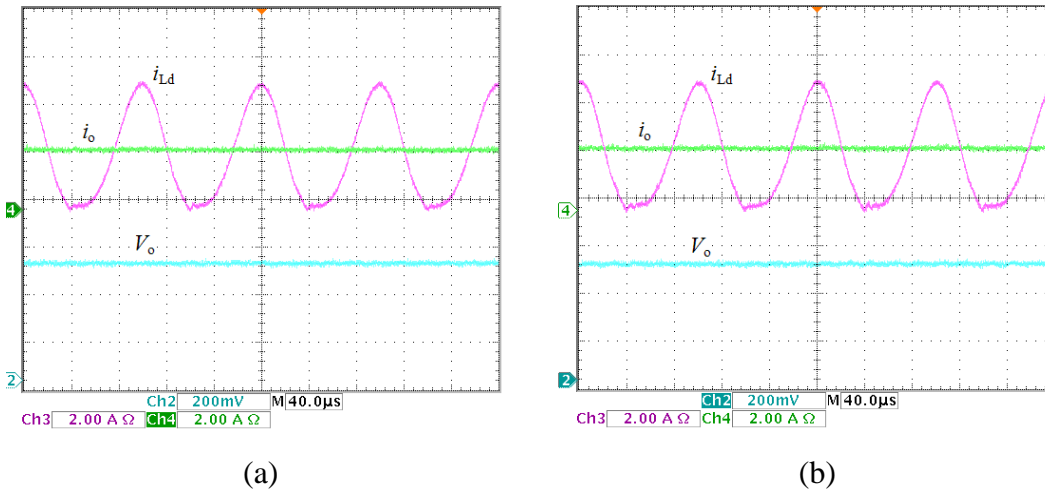 iLd
io
4
Vo
2
Ch2 200mV M 40.0µs
Ch3 2.00 A Ω Ch4 2.00 A Ω
(a)
iLd
io
4
Vo
2
Ch2 200mV M 40.0µs
Ch3 2.00 A Ω Ch4 2.00 A Ω
(b)